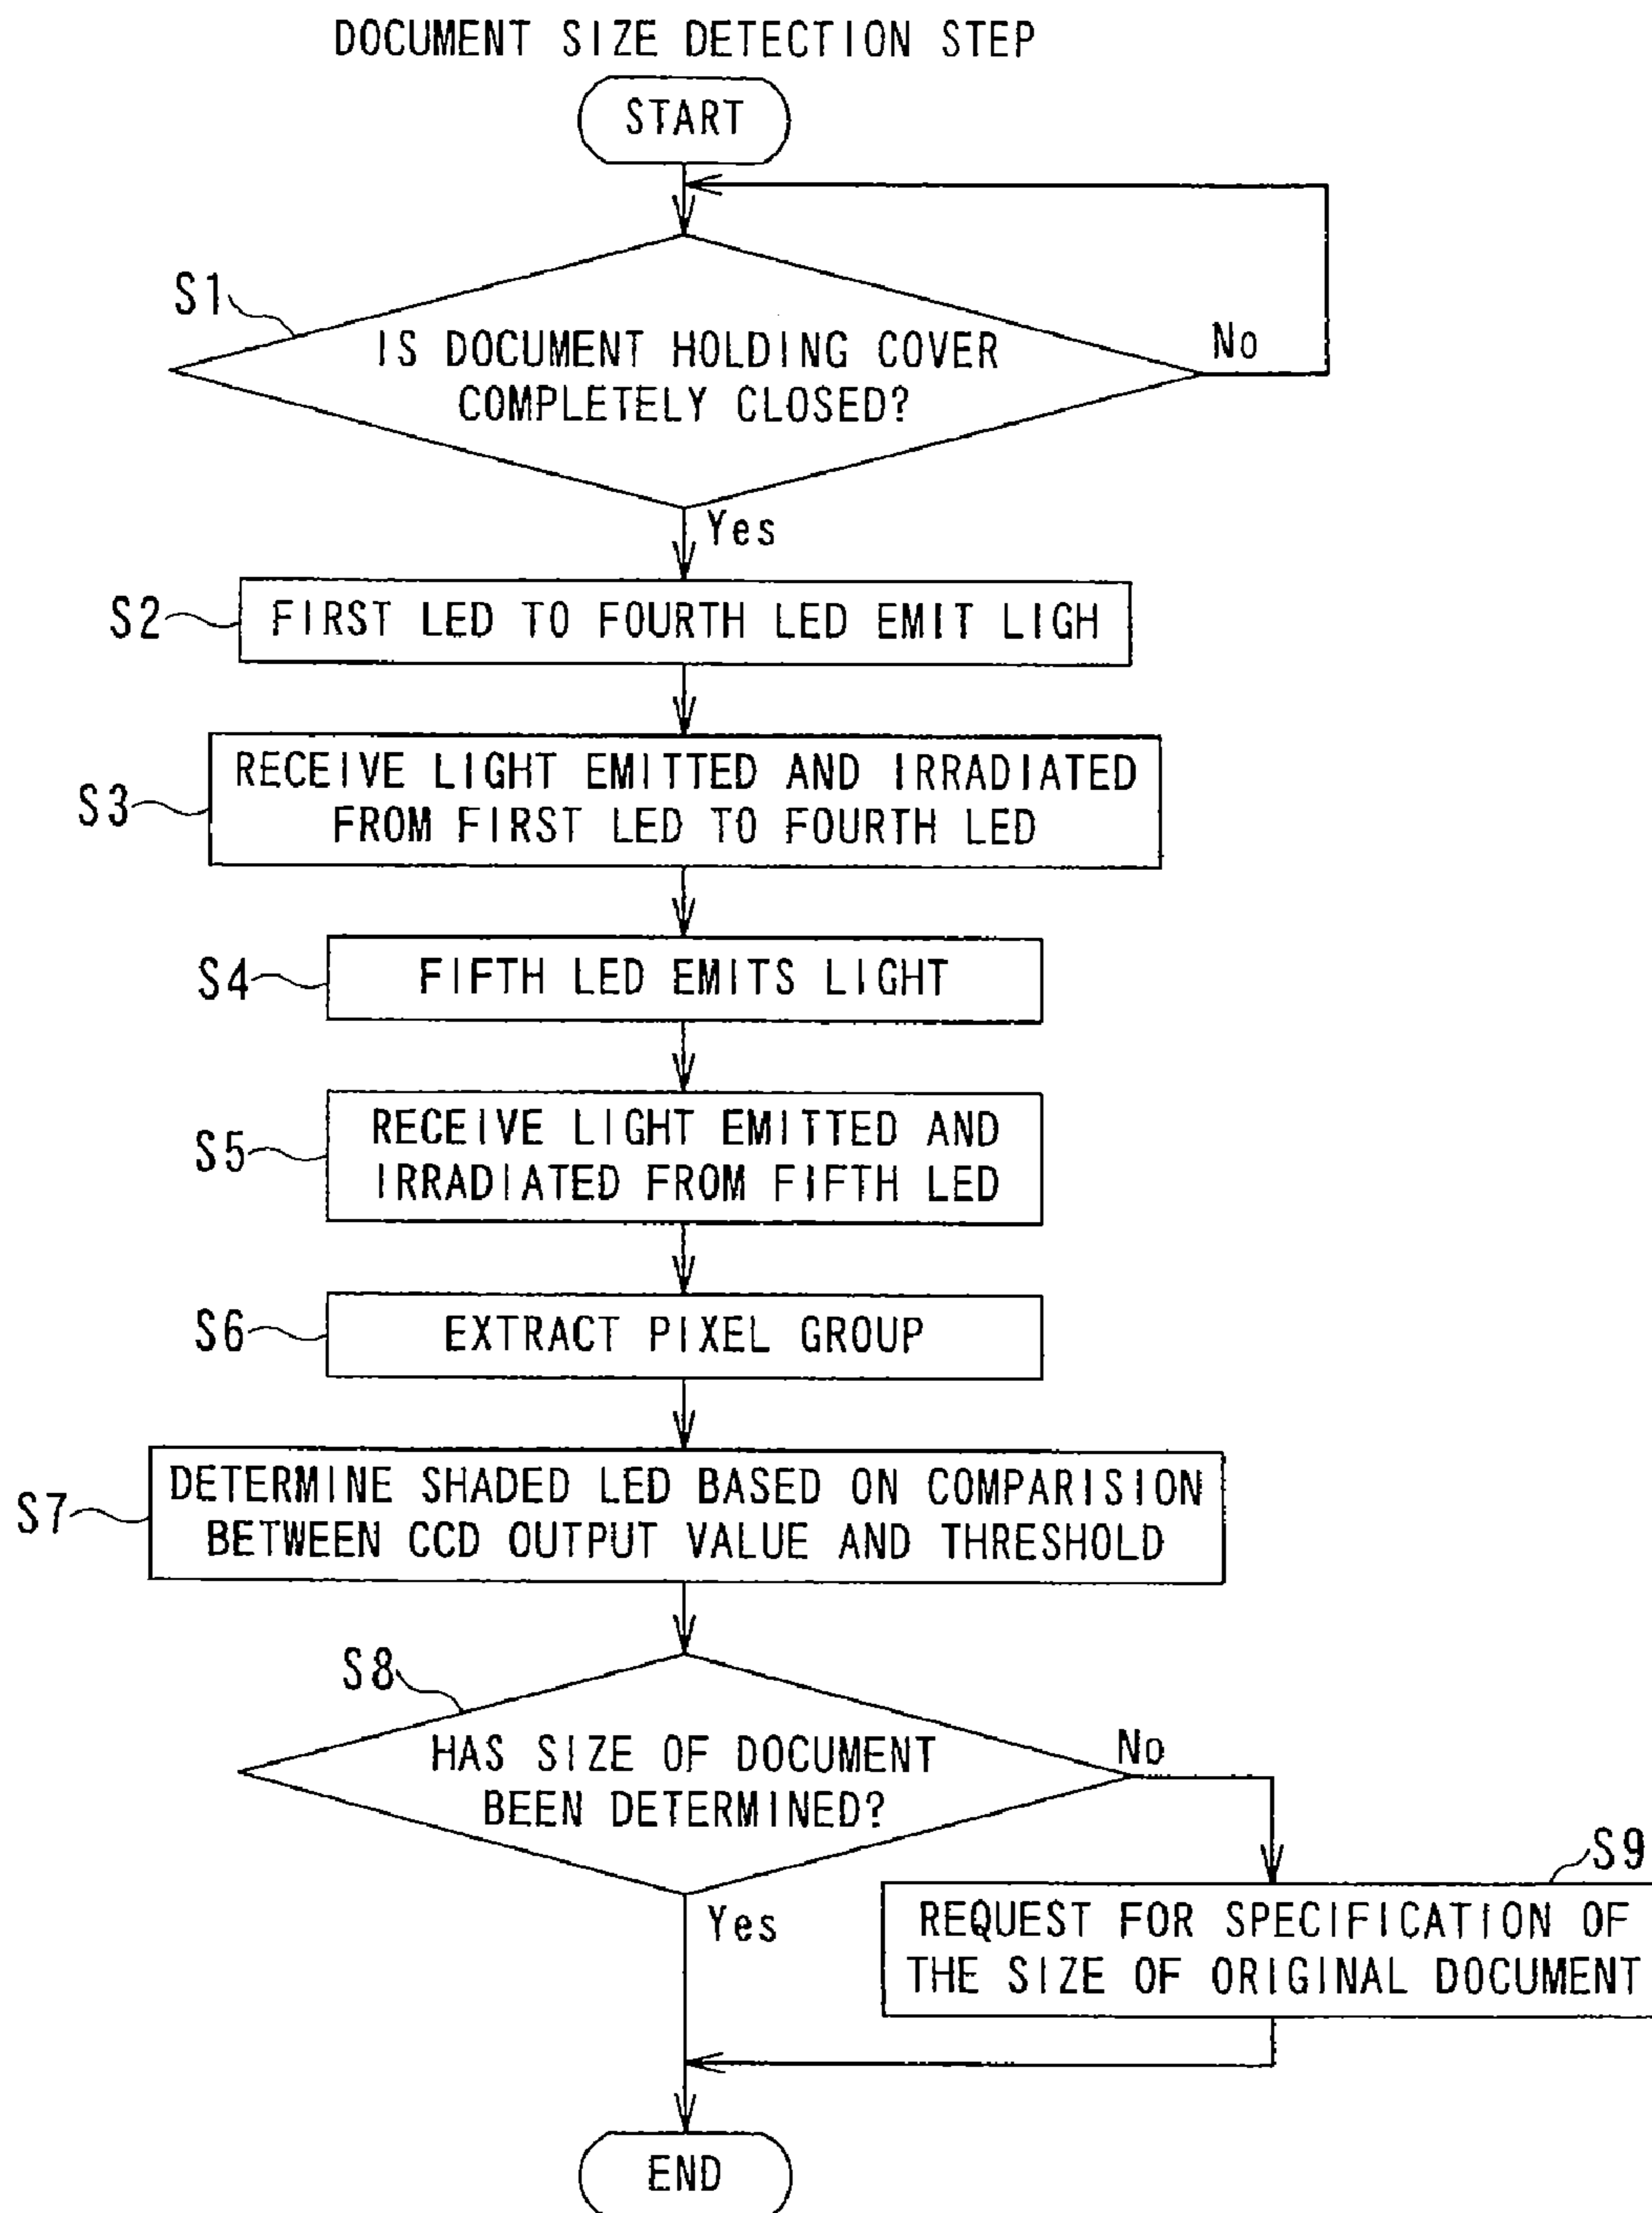 DOCUMENT SIZE DETECTION STEP
START
S1
IS DOCUMENT HOLDING COVER
COMPLETELY CLOSED?
No
Yes
S2
FIRST LED TO FOURTH LED EMIT LIGH
S3
RECEIVE LIGHT EMITTED AND IRRADIATED
FROM FIRST LED TO FOURTH LED
S4
FIFTH LED EMITS LIGHT
S5
RECEIVE LIGHT EMITTED AND
IRRADIATED FROM FIFTH LED
S6
EXTRACT PIXEL GROUP
S7
DETERMINE SHADED LED BASED ON COMPARISION
BETWEEN CCD OUTPUT VALUE AND THRESHOLD
S8
HAS SIZE OF DOCUMENT
BEEN DETERMINED?
No
Yes
S9
REQUEST FOR SPECIFICATION OF
THE SIZE OF ORIGINAL DOCUMENT
END